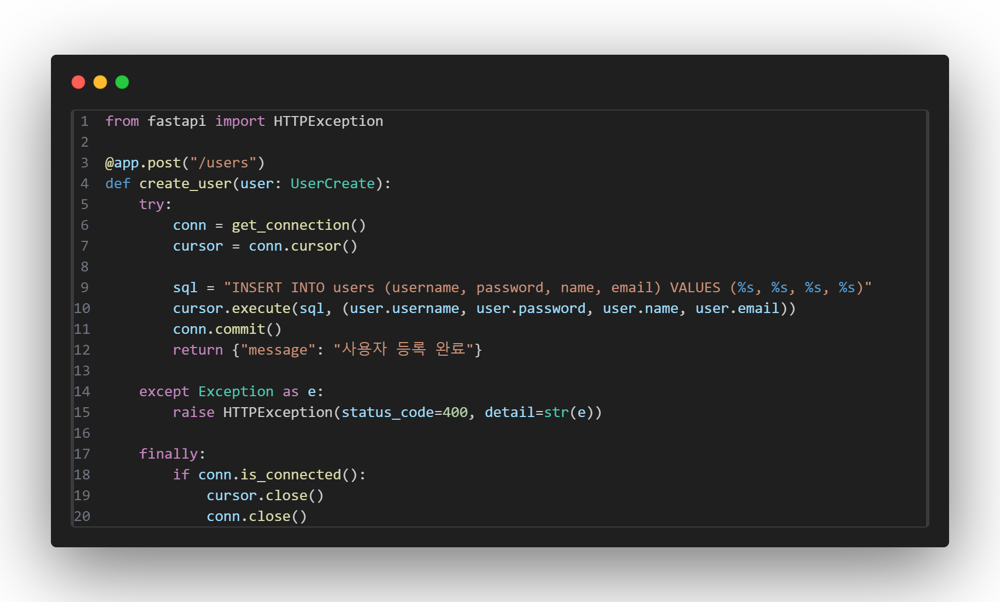 1 from fastapi import HTTPException
2
3 @app.post("/users")
4 def create_user(user: UserCreate):
5     try:
6         conn = get_connection()
7         cursor = conn.cursor()
8
9         sql = "INSERT INTO users (username, password, name, email) VALUES (%s, %s, %s, %s)"
10         cursor.execute(sql, (user.username, user.password, user.name, user.email))
11         conn.commit()
12         return {"message": "사용자 등록 완료"}
13
14     except Exception as e:
15         raise HTTPException(status_code=400, detail=str(e))
16
17     finally:
18         if conn.is_connected():
19             cursor.close()
20             conn.close()